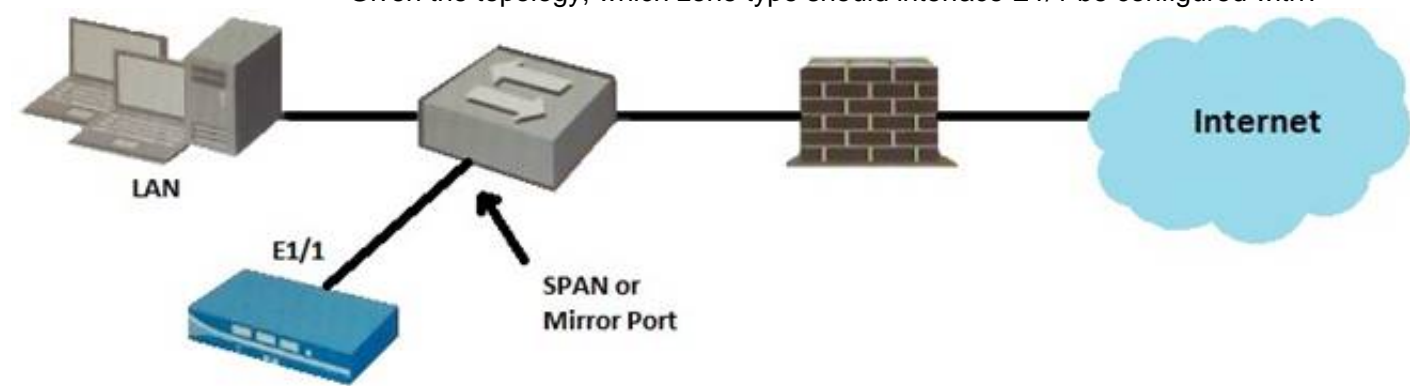 Given the topology, which zone type should interface E1/1 be configured with?
Internet
LAN
E1/1
SPAN or
Mirror Port